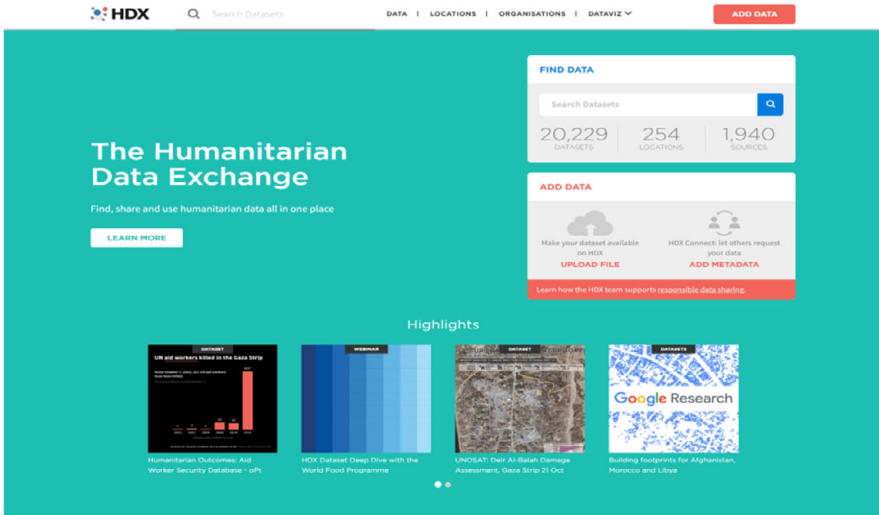 HDX
Search Datasets
DATA | LOCATIONS | ORGANISATIONS | DATAVIZ
ADD DATA
The Humanitarian
Data Exchange
Find, share and use humanitarian data all in one place
LEARN MORE
FIND DATA
Search Datasets
20,229
254
1,940
DATASETS
LOCATIONS
SOURCES
ADD DATA
Make your dataset available
on HDX
UPLOAD FILE
HDX Connect: let others request
your data
ADD METADATA
Learn how the HDX team supports responsible data sharing.
Highlights
DATASET
UN aid workers killed in the Gaza Strip
Humanitarian Outcomes: Aid
Worker Security Database - oPt
WEBINAR
HDX Dataset Deep Dive with the
World Food Programme
DATASET
UNOSAT: Deir Al-Balah Damage
Assessment, Gaza Strip 21 Oct
DATASETS
Google Research
Building footprints for Afghanistan,
Morocco and Libya